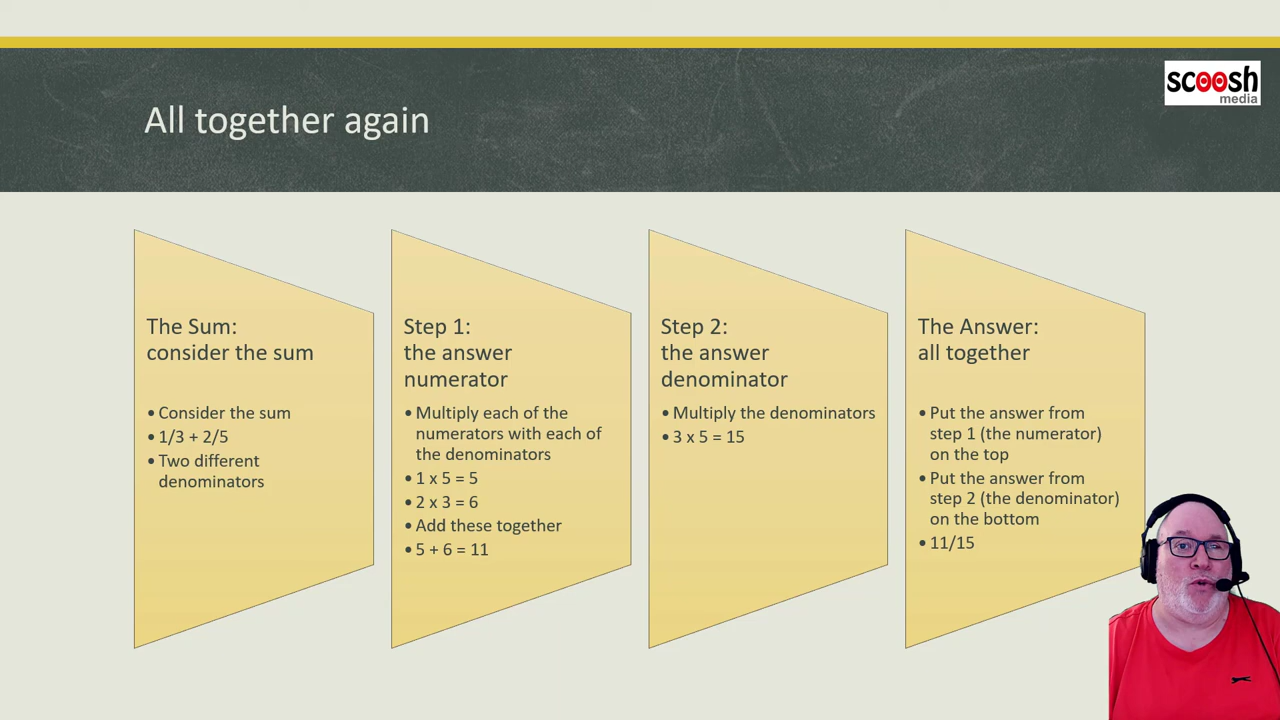 scoosh
media
All together again
The Sum:
consider the sum
• Consider the sum
• 1/3 + 2/5
• Two different
denominators
Step 1:
the answer
numerator
• Multiply each of the
numerators with each of
the denominators
• 1 x 5 = 5
• 2 x 3 = 6
• Add these together
• 5 + 6 = 11
Step 2:
the answer
denominator
• Multiply the denominators
• 3 x 5 = 15
The Answer:
all together
• Put the answer from
step 1 (the numerator)
on the top
• Put the answer from
step 2 (the denominator)
on the bottom
• 11/15